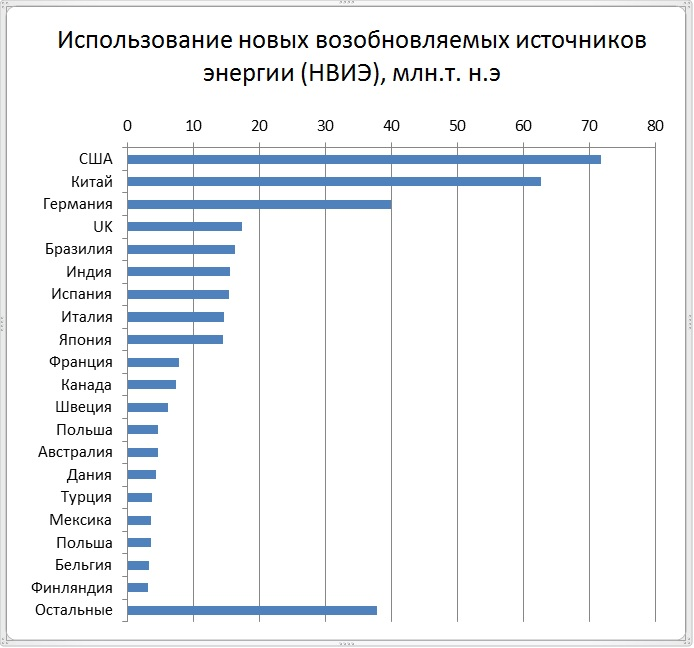 Использование новых возобновляемых источников
энергии (НВИЭ), млн.т. н.э
0 10 20 30 40 50 60 70 80
США
Китай
Германия
UK
Бразилия
Индия
Испания
Италия
Япония
Франция
Канада
Швеция
Польша
Австралия
Дания
Турция
Мексика
Польша
Бельгия
Финляндия
Остальные